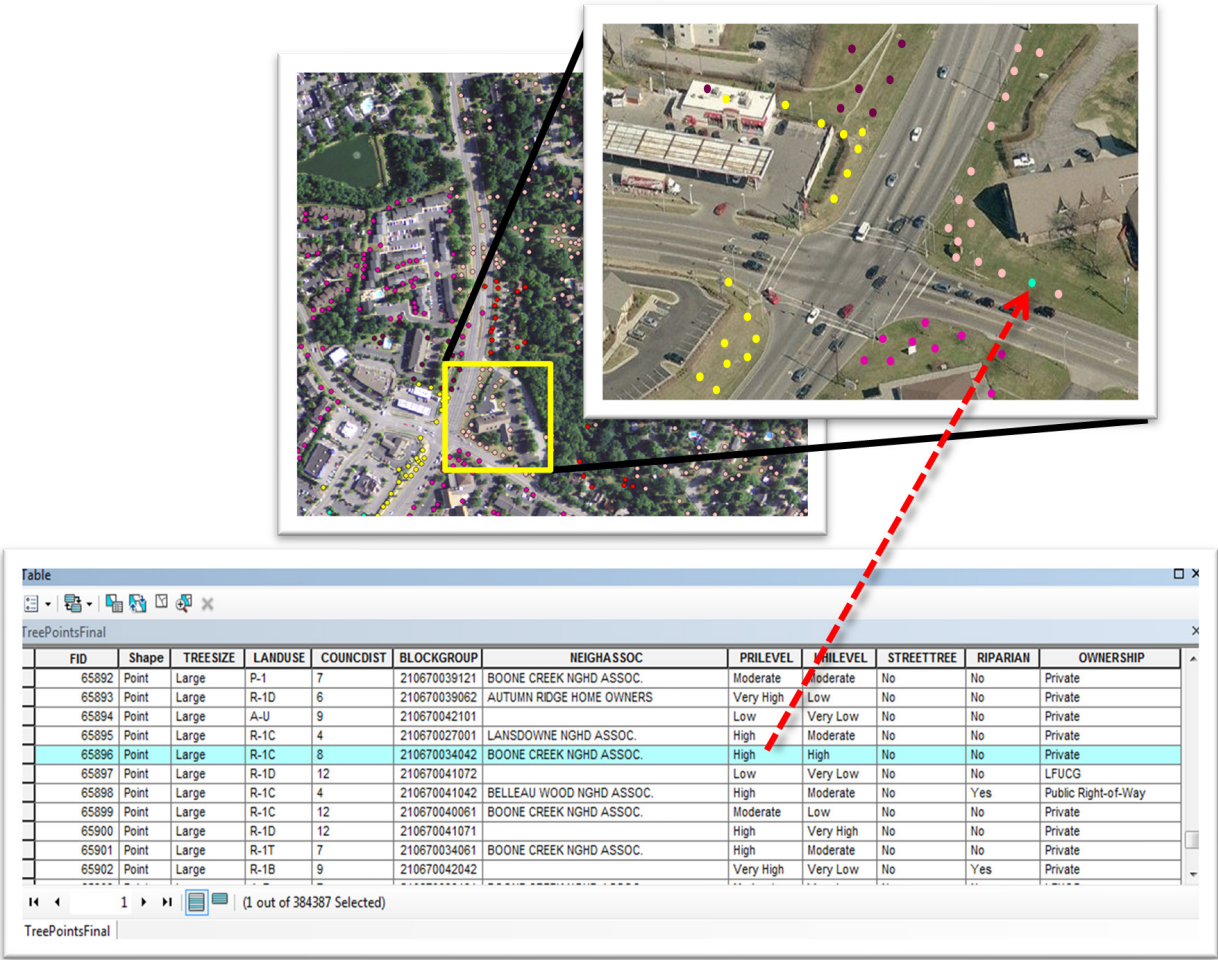 Table
TreePointsFinal
FID Shape TREESIZE LANDUSE COUNCDIST BLOCKGROUP NEIGHASSOC PRILEVEL UHILEVEL STREETTREE RIPARIAN OWNERSHIP
65892 Point Large P-1 7 210670039121 BOONE CREEK NGHD ASSOC. Moderate Moderate No No Private
65893 Point Large R-1D 6 210670039062 AUTUMN RIDGE HOME OWNERS Very High Low No No Private
65894 Point Large A-U 9 210670042101 Low Very Low No No Private
65895 Point Large R-1C 4 210670027001 LANSDOWNE NGHD ASSOC. High Moderate No No Private
65896 Point Large R-1C 8 210670034042 BOONE CREEK NGHD ASSOC. High High No No Private
65897 Point Large R-1D 12 210670041072 Low Very Low No No LFUCG
65898 Point Large R-1C 4 210670041042 BELLEAU WOOD NGHD ASSOC. High Moderate No Yes Public Right-of-Way
65899 Point Large R-1C 12 210670040061 BOONE CREEK NGHD ASSOC. Moderate Low No No Private
65900 Point Large R-1D 12 210670041071 High Very High No No Private
65901 Point Large R-1T 7 210670034061 BOONE CREEK NGHD ASSOC. High Moderate No No Private
65902 Point Large R-1B 9 210670042042 Very High Very Low No Yes Private
1 (1 out of 384387 Selected)
TreePointsFinal